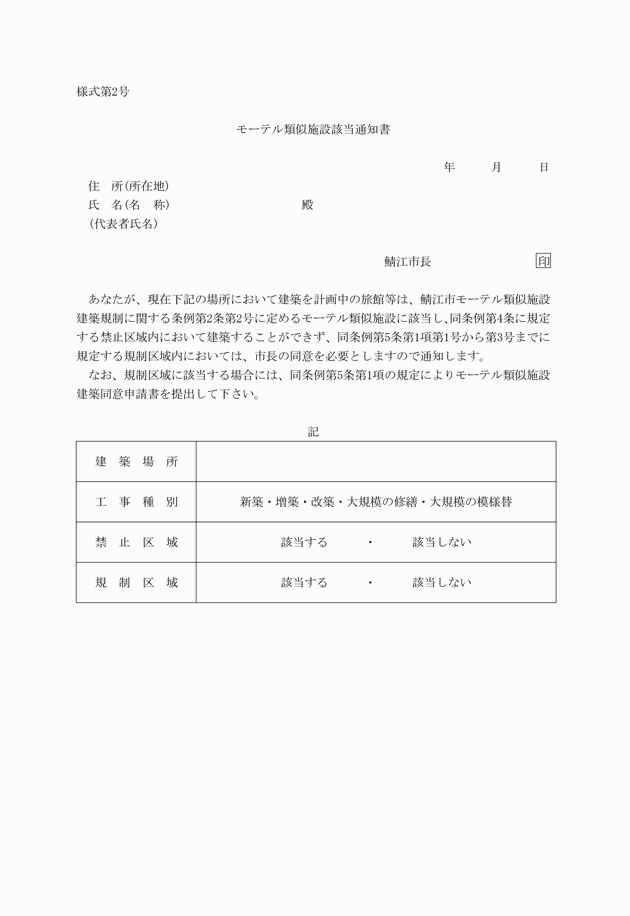 様式第2号
モーテル類似施設該当通知書
年　　　月　　　日
住　所(所在地)
氏　名(名　称)　　　　　　　　　　　殿
(代表者氏名)
鯖江市長　　　　　　　　　印
　あなたが、現在下記の場所において建築を計画中の旅館等は、鯖江市モーテル類似施設
建築規制に関する条例第2条第2号に定めるモーテル類似施設に該当し、同条例第4条に規定
する禁止区域内において建築することができず、同条例第5条第1項第1号から第3号までに
規定する規制区域内においては、市長の同意を必要としますので通知します。
　なお、規制区域に該当する場合には、同条例第5条第1項の規定によりモーテル類似施設
建築同意申請書を提出して下さい。
記
建　築　場　所
工　事　種　別　　新築・増築・改築・大規模の修繕・大規模の模様替
禁　止　区　域　　該当する　　　・　　　該当しない
規　制　区　域　　該当する　　　・　　　該当しない